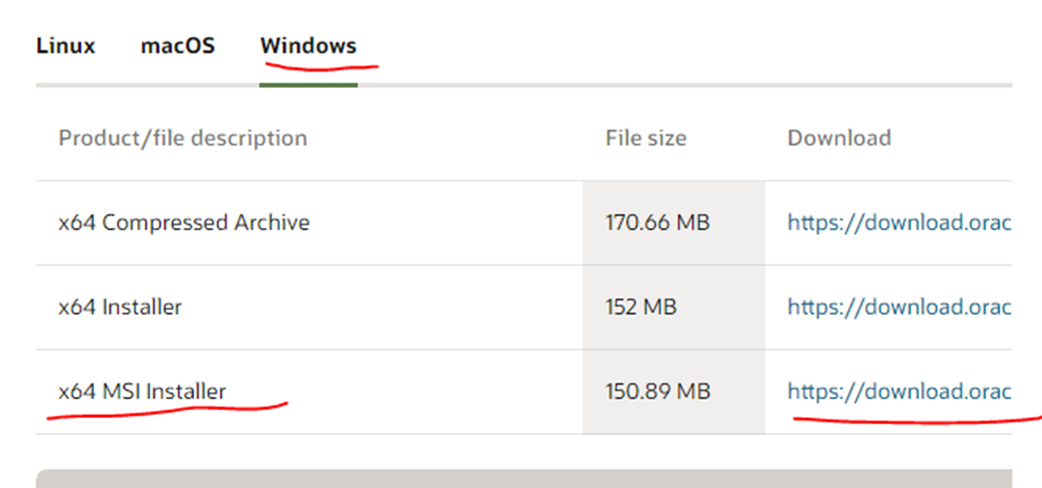 Linux macOS Windows
Product/file description File size Download
x64 Compressed Archive 170.66 MB https://download.orac
x64 Installer 152 MB https://download.orac
x64 MSI Installer 150.89 MB https://download.orac